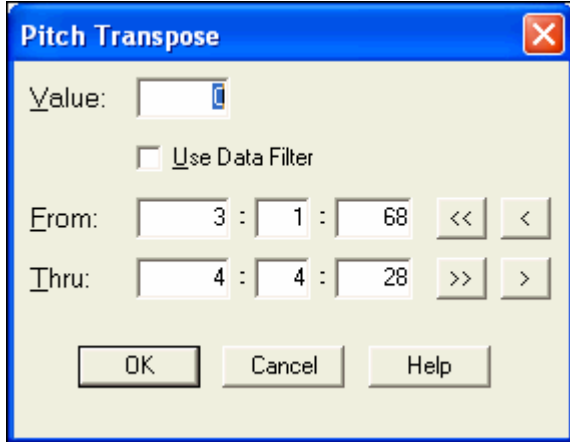 Pitch Transpose
Value: 0
Use Data Filter
From: 3 : 1 : 68 << <
Thru: 4 : 4 : 28 >> >
OK Cancel Help